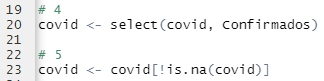 19 # 4
20 covid <- select(covid, Confirmados)
21
22 # 5
23 covid <- covid[!is.na(covid)]